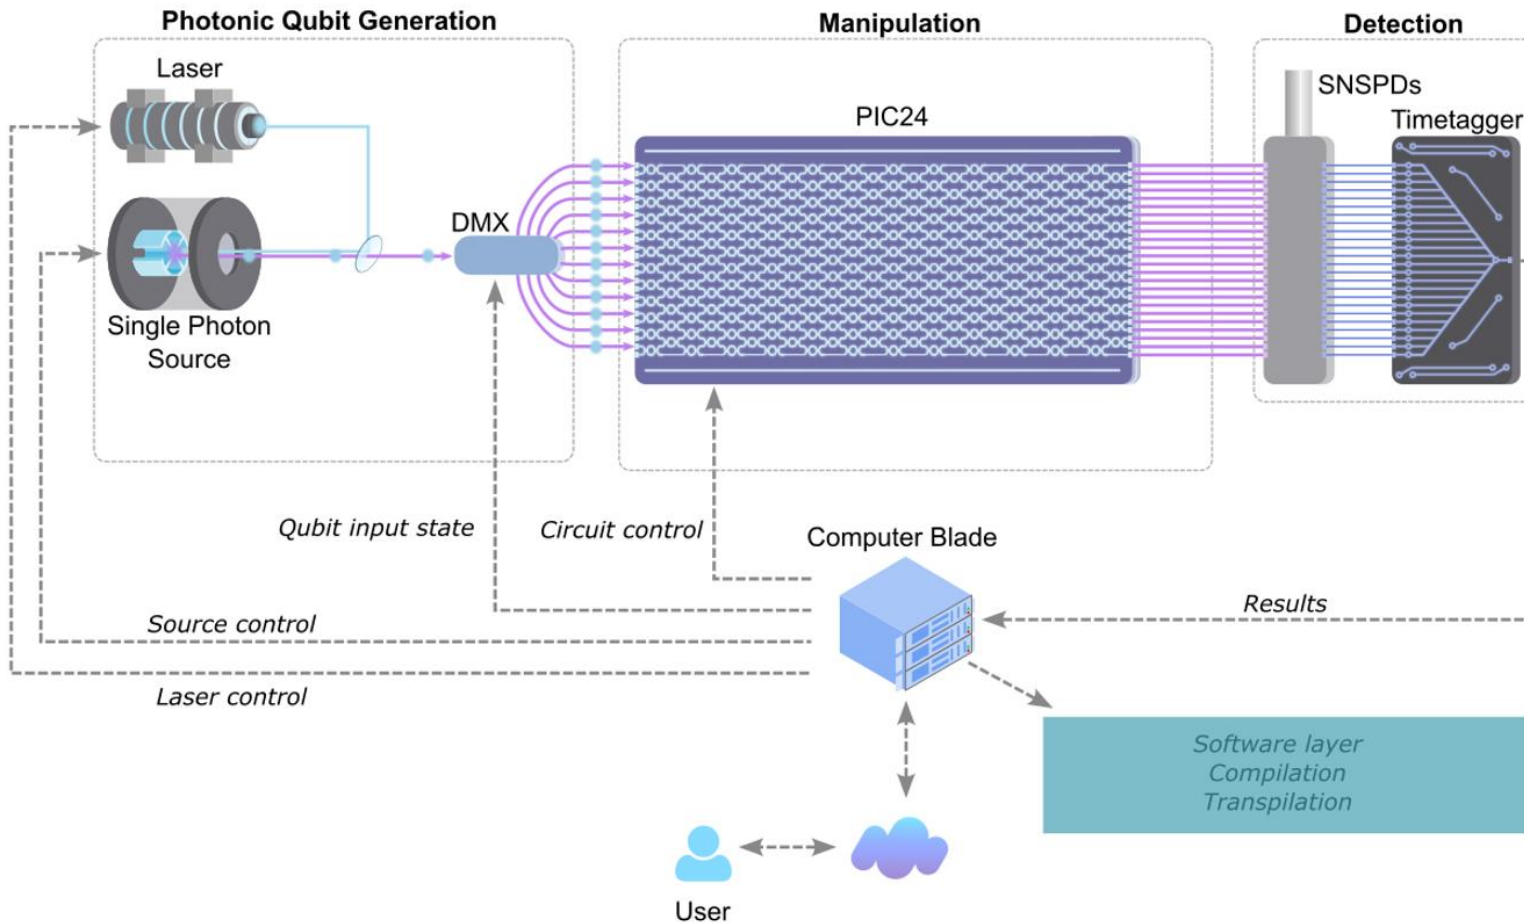 Photonic Qubit Generation
Manipulation
Detection
Laser
SNSPDs
PIC24
Timetagger
DMX
Single Photon
Source
Qubit input state
Circuit control
Computer Blade
Results
Source control
Laser control
Software layer
Compilation
Transpilation
User